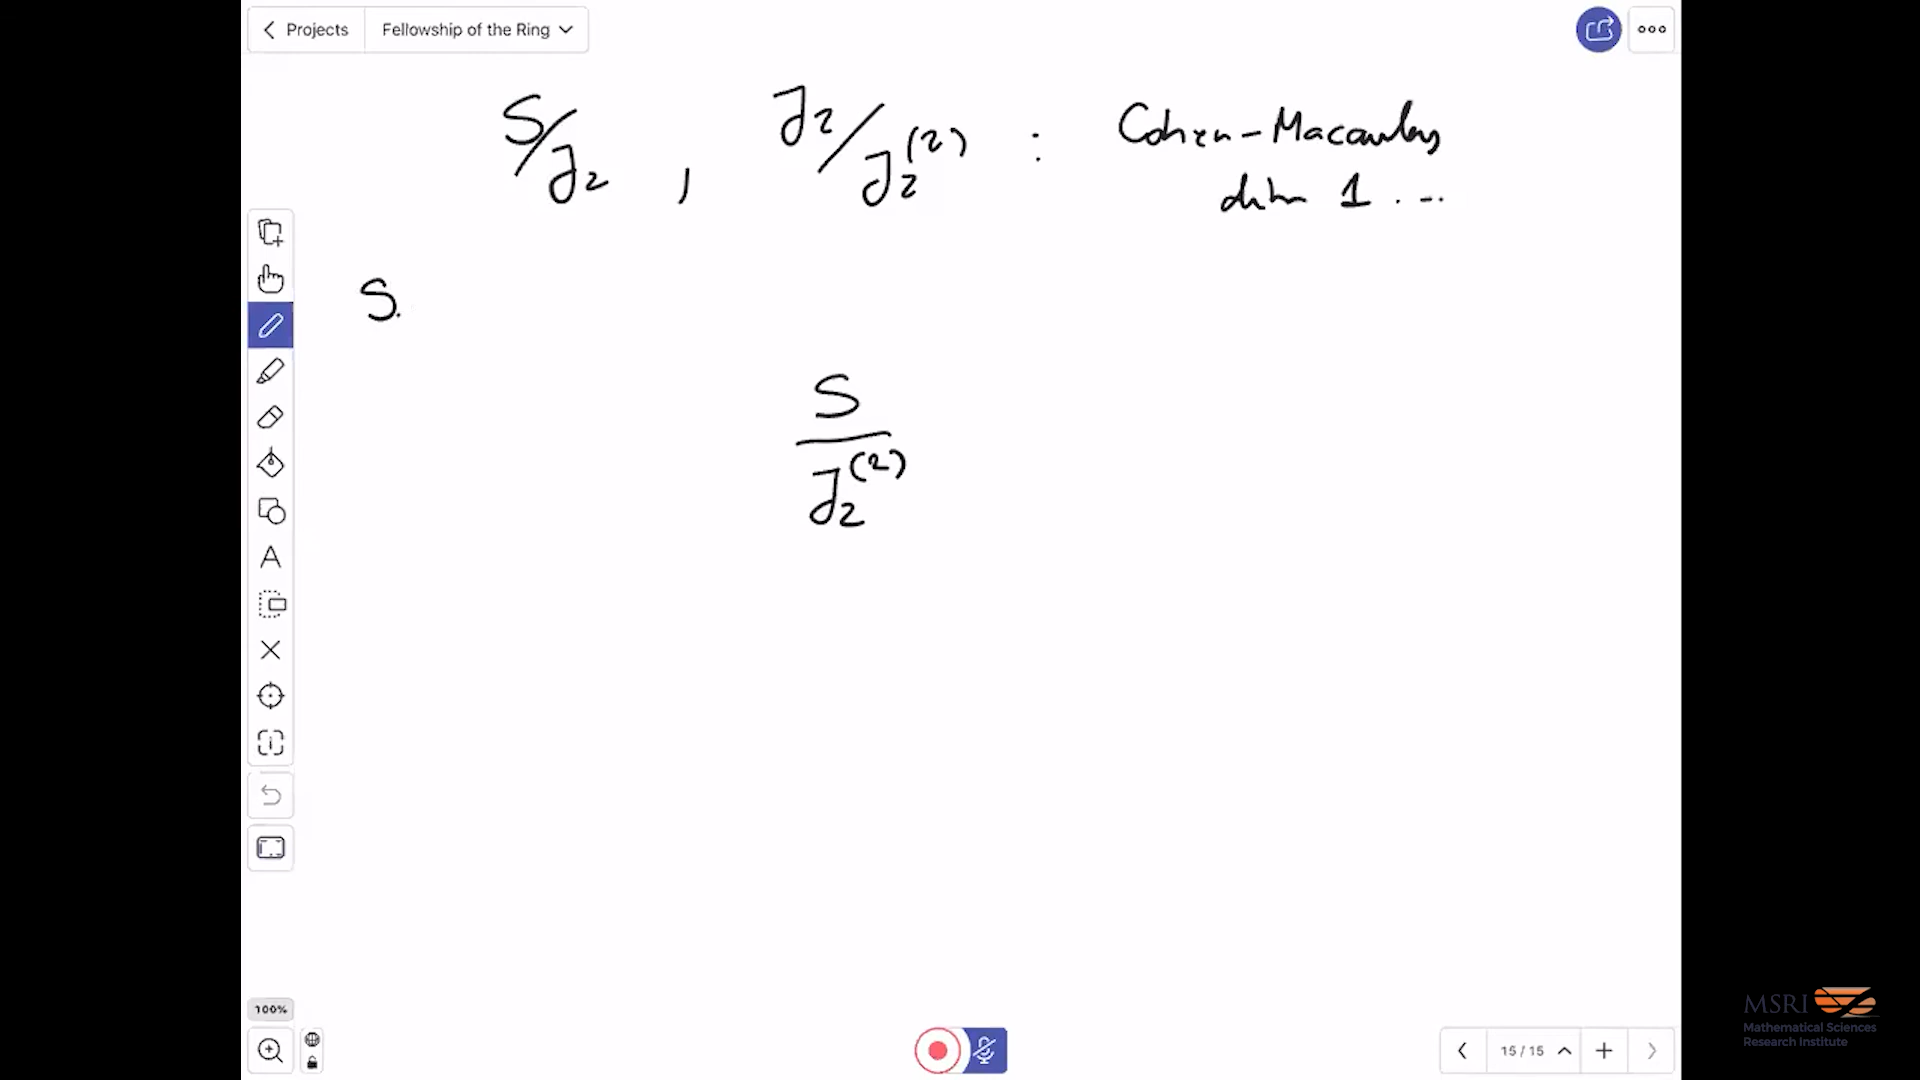 Projects
Fellowship of the Ring
S/J₂ , J₂/J₂⁽²⁾ : Cohen-Macaulay
dim 1 ...
S.
S
J₂⁽²⁾
100%
15 / 15
MSRI
Mathematical Sciences
Research Institute